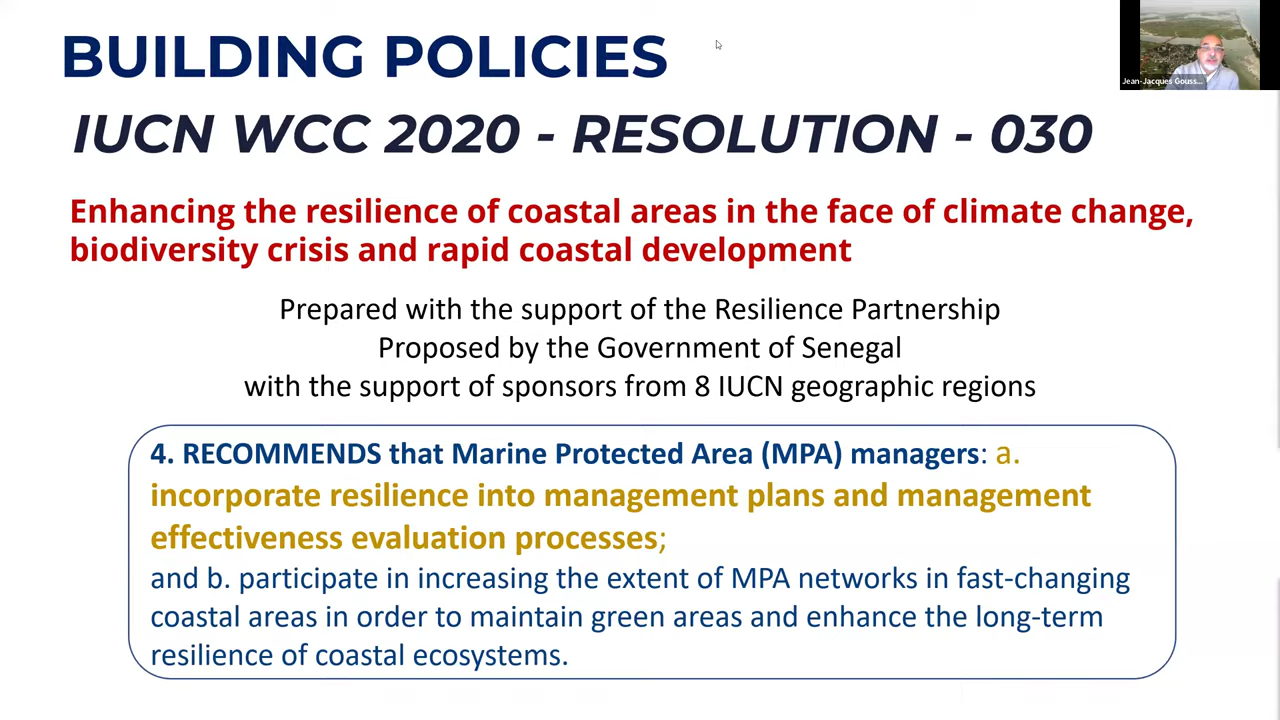 BUILDING POLICIES
Jean-Jacques Gouss...
IUCN WCC 2020 - RESOLUTION - 030
Enhancing the resilience of coastal areas in the face of climate change,
biodiversity crisis and rapid coastal development
Prepared with the support of the Resilience Partnership
Proposed by the Government of Senegal
with the support of sponsors from 8 IUCN geographic regions
4. RECOMMENDS that Marine Protected Area (MPA) managers: a.
incorporate resilience into management plans and management
effectiveness evaluation processes;
and b. participate in increasing the extent of MPA networks in fast-changing
coastal areas in order to maintain green areas and enhance the long-term
resilience of coastal ecosystems.